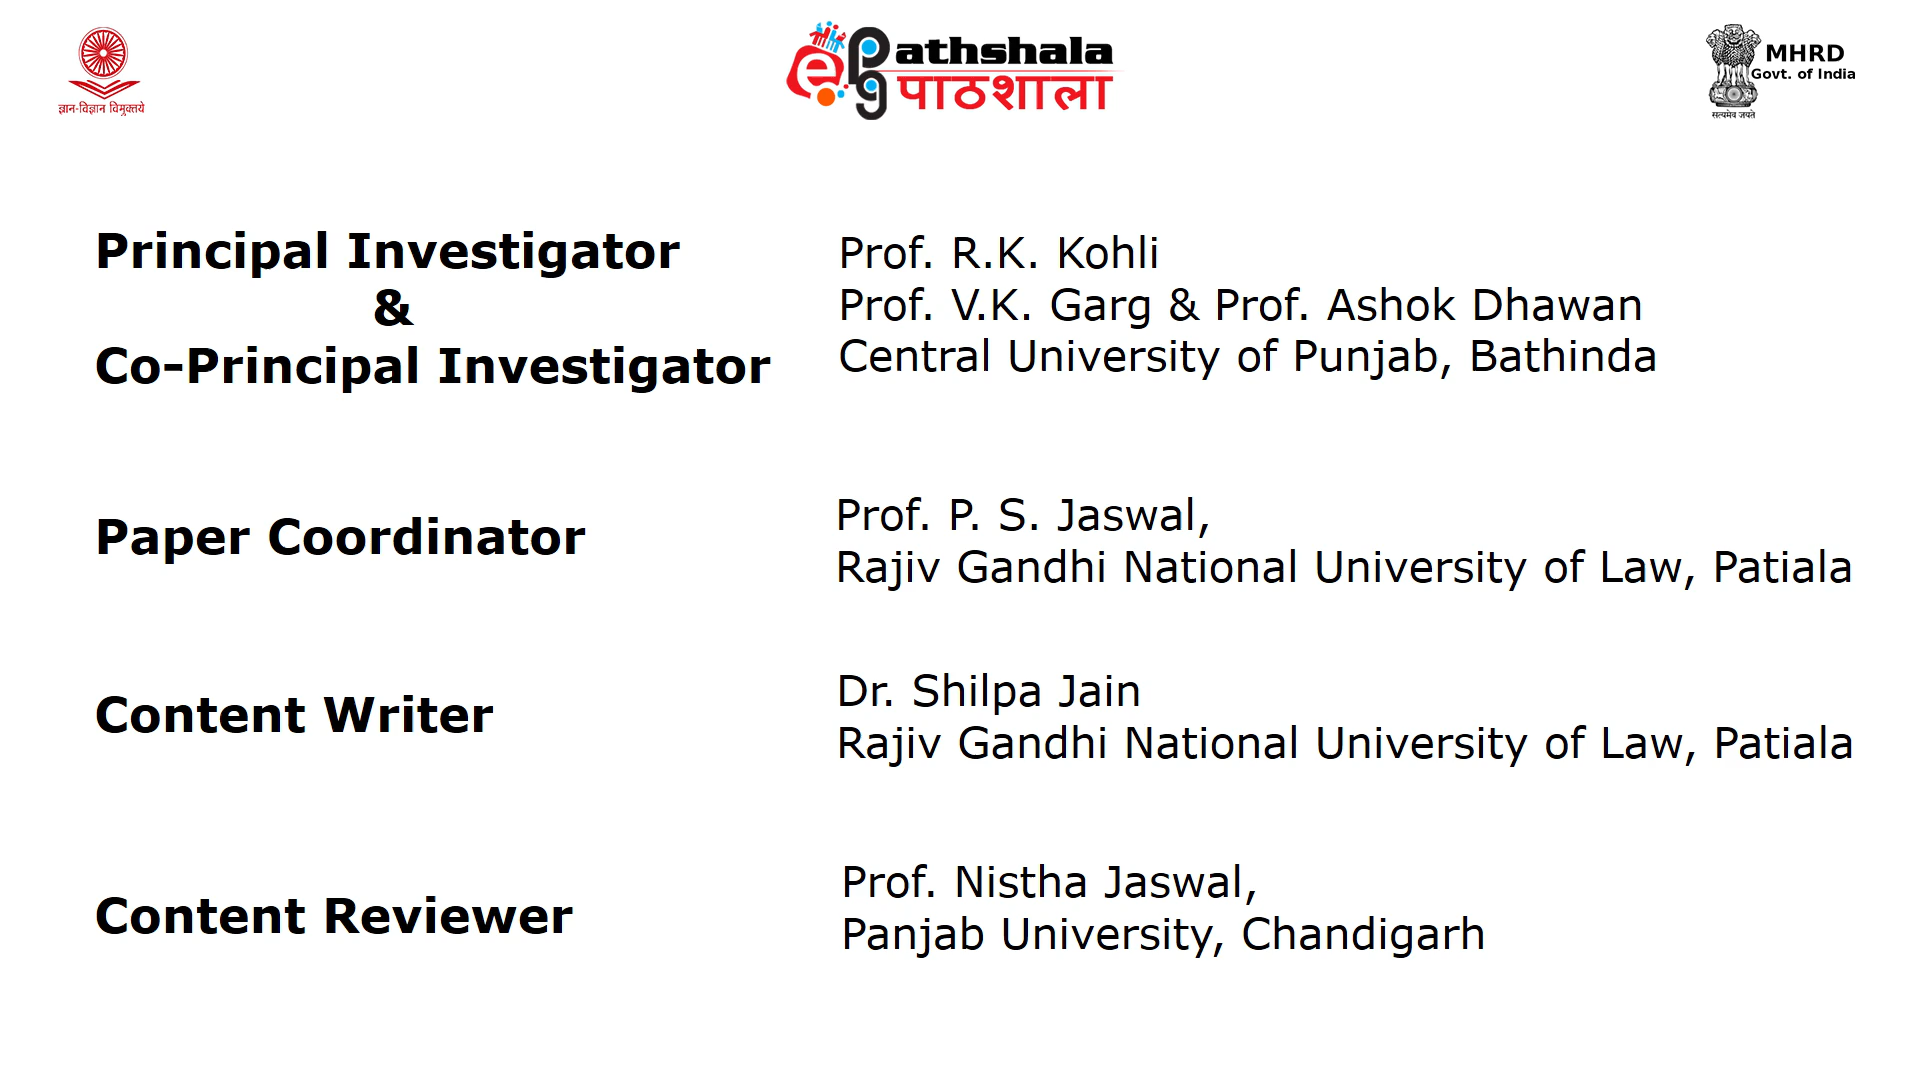 ज्ञान-विज्ञान विमुक्तये
ePathshala
पाठशाला
MHRD
Govt. of India
सत्यमेव जयते
Principal Investigator
&
Co-Principal Investigator
Prof. R.K. Kohli
Prof. V.K. Garg & Prof. Ashok Dhawan
Central University of Punjab, Bathinda
Paper Coordinator
Prof. P. S. Jaswal,
Rajiv Gandhi National University of Law, Patiala
Content Writer
Dr. Shilpa Jain
Rajiv Gandhi National University of Law, Patiala
Content Reviewer
Prof. Nistha Jaswal,
Panjab University, Chandigarh